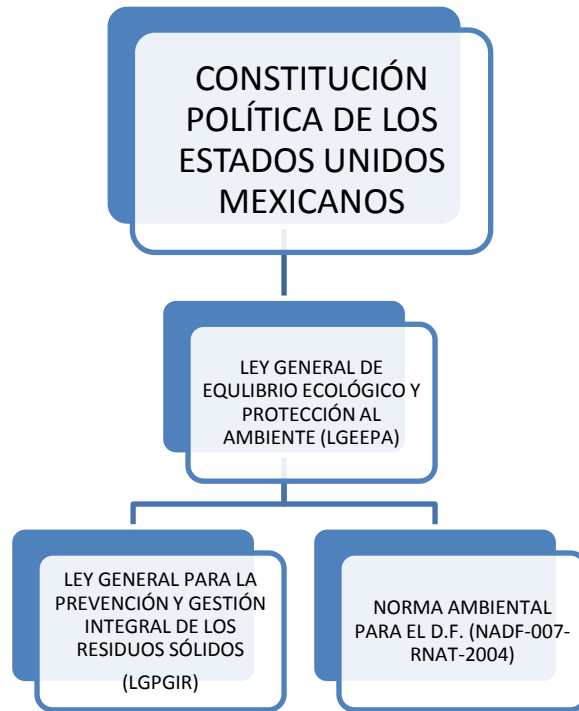 CONSTITUCIÓN
POLÍTICA DE LOS
ESTADOS UNIDOS
MEXICANOS
LEY GENERAL DE
EQULIBRIO ECOLÓGICO Y
PROTECCIÓN AL
AMBIENTE (LGEEPA)
LEY GENERAL PARA LA
PREVENCIÓN Y GESTIÓN
INTEGRAL DE LOS
RESIDUOS SÓLIDOS
(LGPGIR)
NORMA AMBIENTAL
PARA EL D.F. (NADF-007-
RNAT-2004)